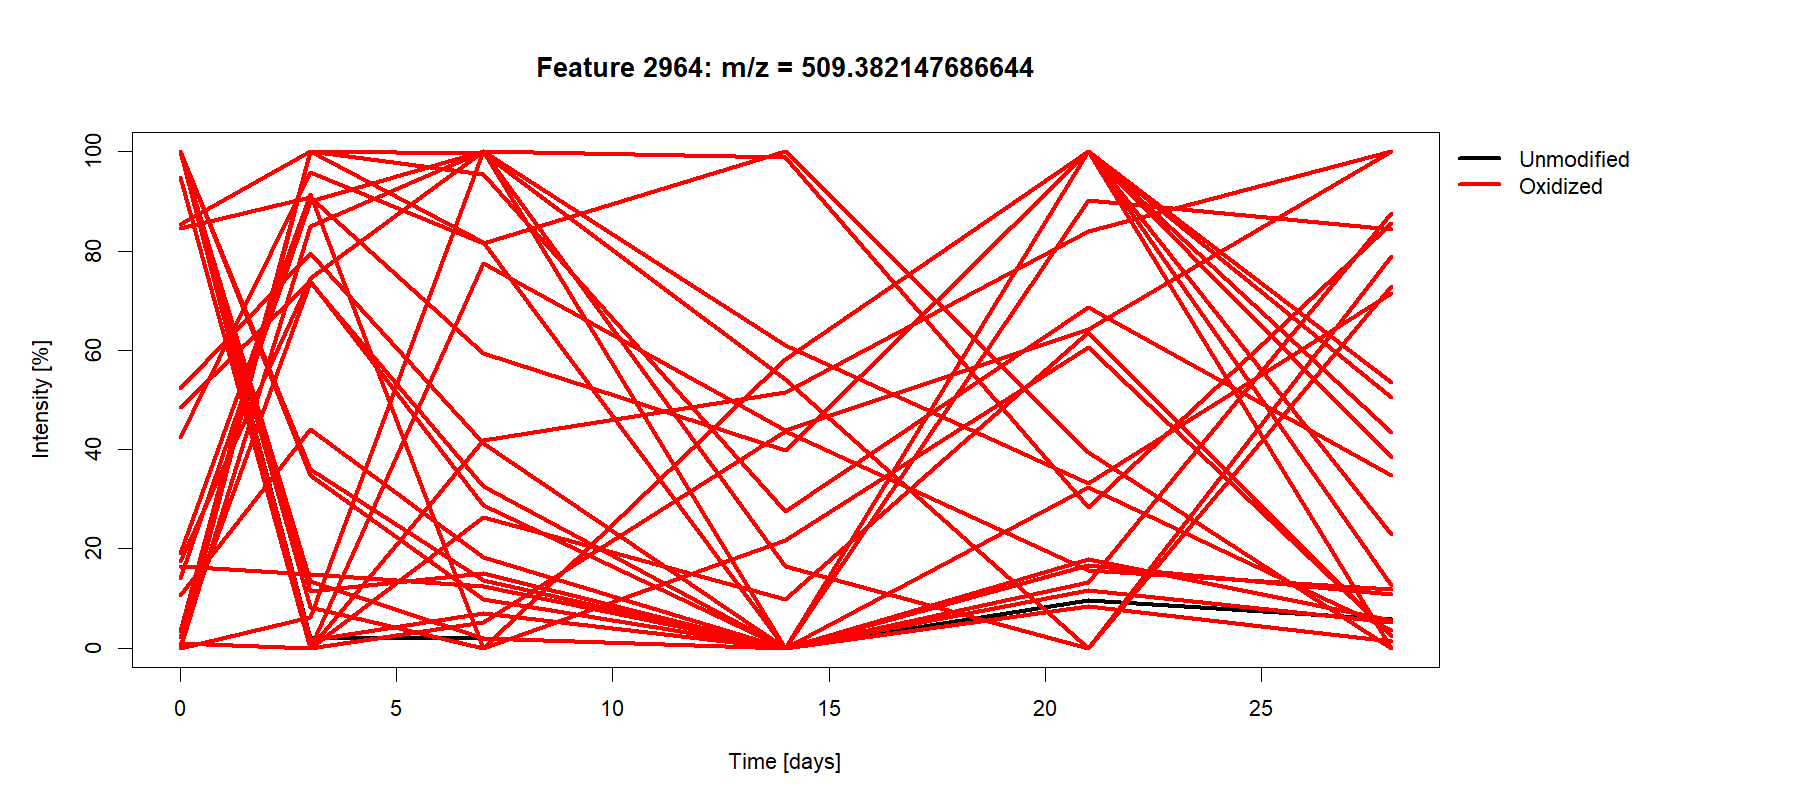 Feature 2964: m/z = 509.382147686644
Unmodified
Oxidized
100
80
60
40
20
0
Intensity [%]
0 5 10 15 20 25
Time [days]